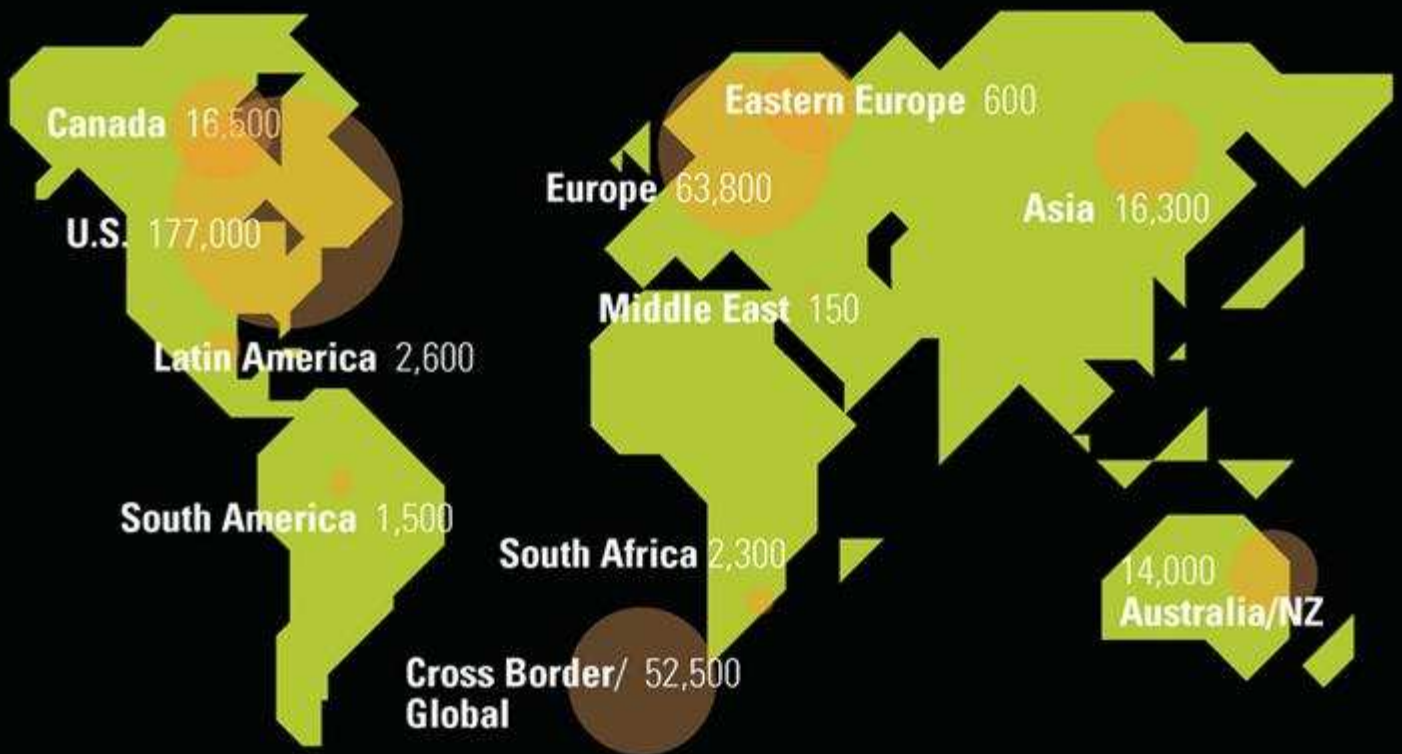 Canada 16,500
Eastern Europe 600
Europe 63,800
Asia 16,300
U.S. 177,000
Middle East 150
Latin America 2,600
South America 1,500
South Africa 2,300
14,000
Australia/NZ
Cross Border/ 52,500
Global